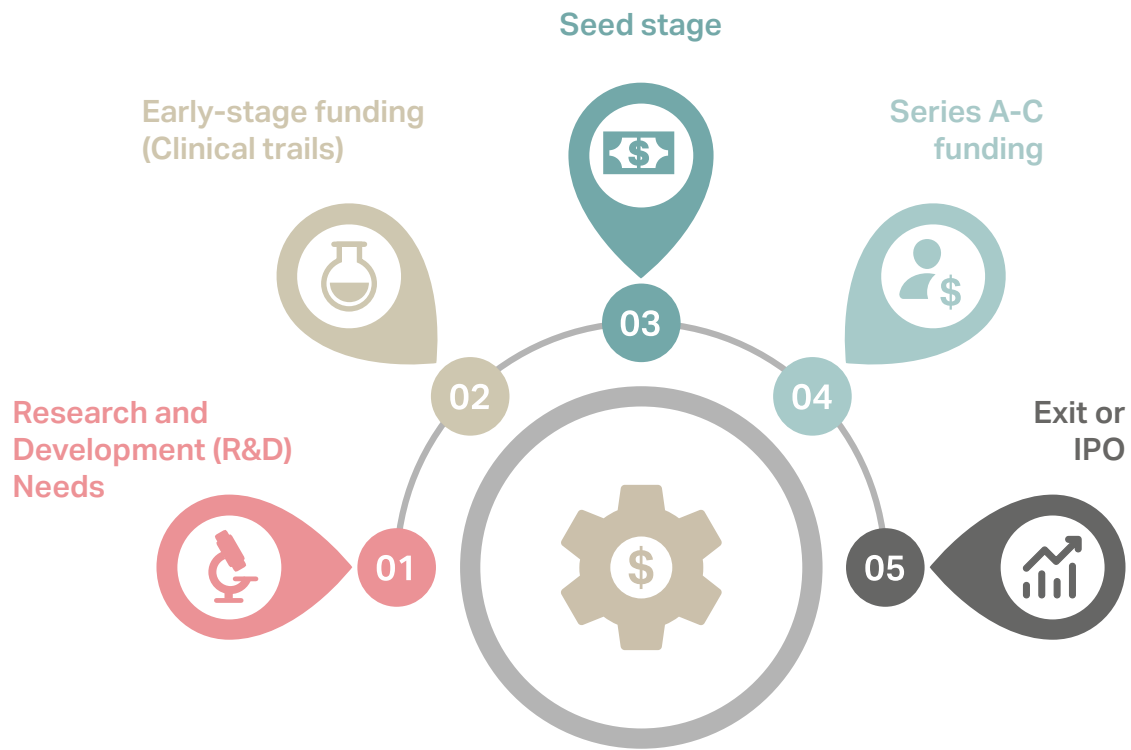 Seed stage
Early-stage funding
(Clinical trails)
Series A-C
funding
$
$
03
02
04
Research and
Development (R&D)
Needs
Exit or
IPO
01
$
05